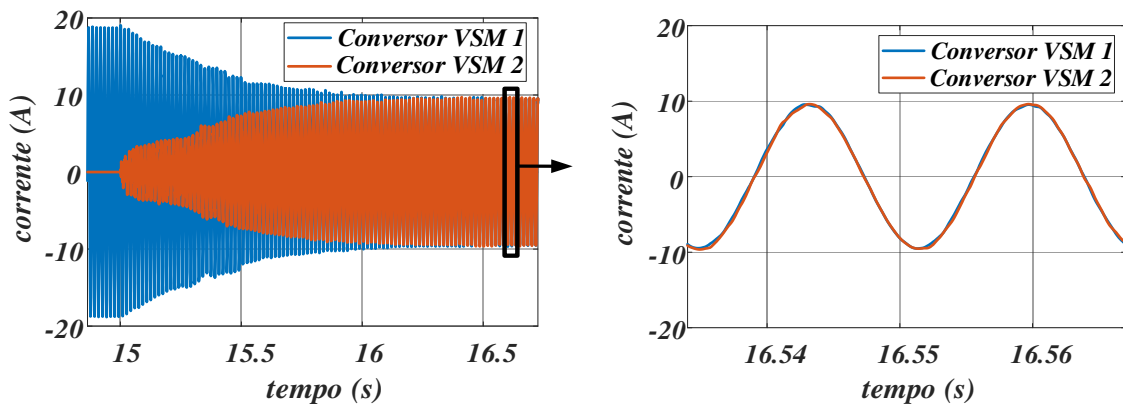 20
10
0
-10
-20
corrente (A)
Conversor VSM 1
Conversor VSM 2
15
15.5
16
16.5
tempo (s)
20
10
0
-10
-20
corrente (A)
Conversor VSM 1
Conversor VSM 2
16.54
16.55
16.56
tempo (s)